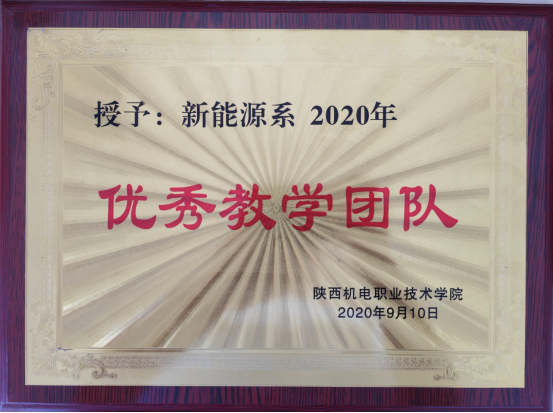 授予：新能源系 2020年
优秀教学团队
陕西机电职业技术学院
2020年9月10日